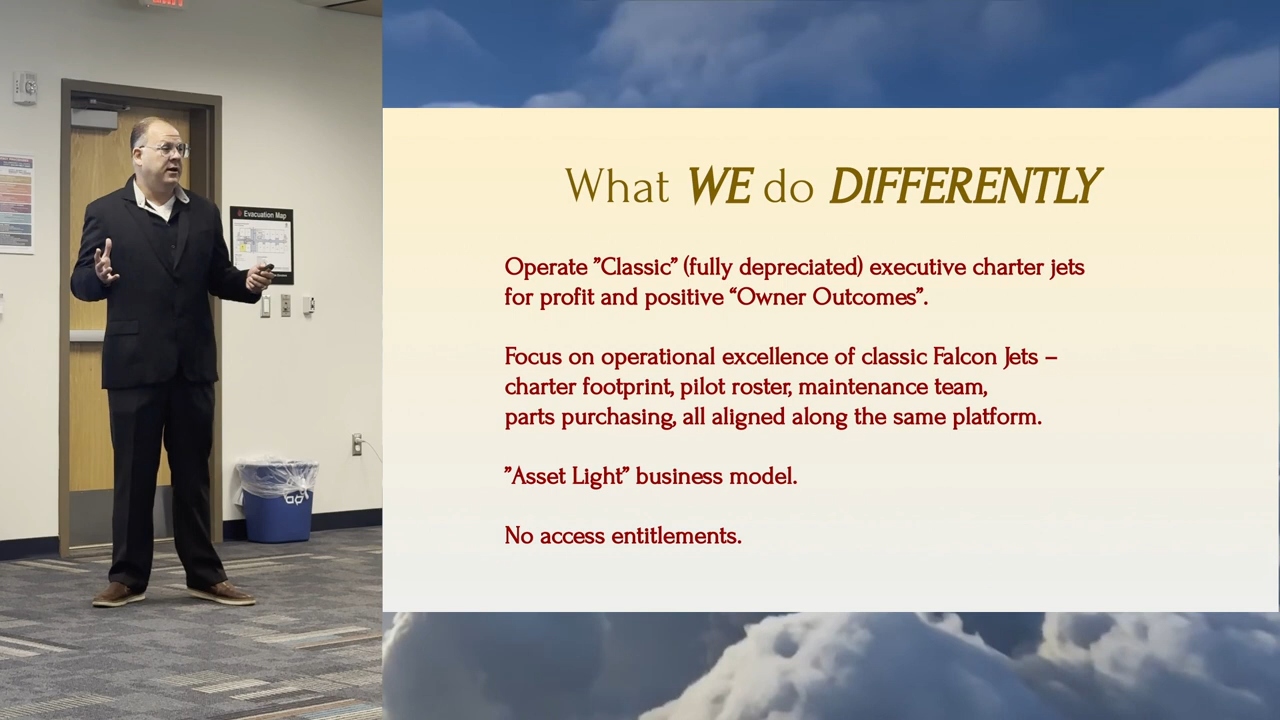 Evacuation Map
What WE do DIFFERENTLY
Operate ”Classic” (fully depreciated) executive charter jets
for profit and positive “Owner Outcomes”.
Focus on operational excellence of classic Falcon Jets –
charter footprint, pilot roster, maintenance team,
parts purchasing, all aligned along the same platform.
”Asset Light” business model.
No access entitlements.